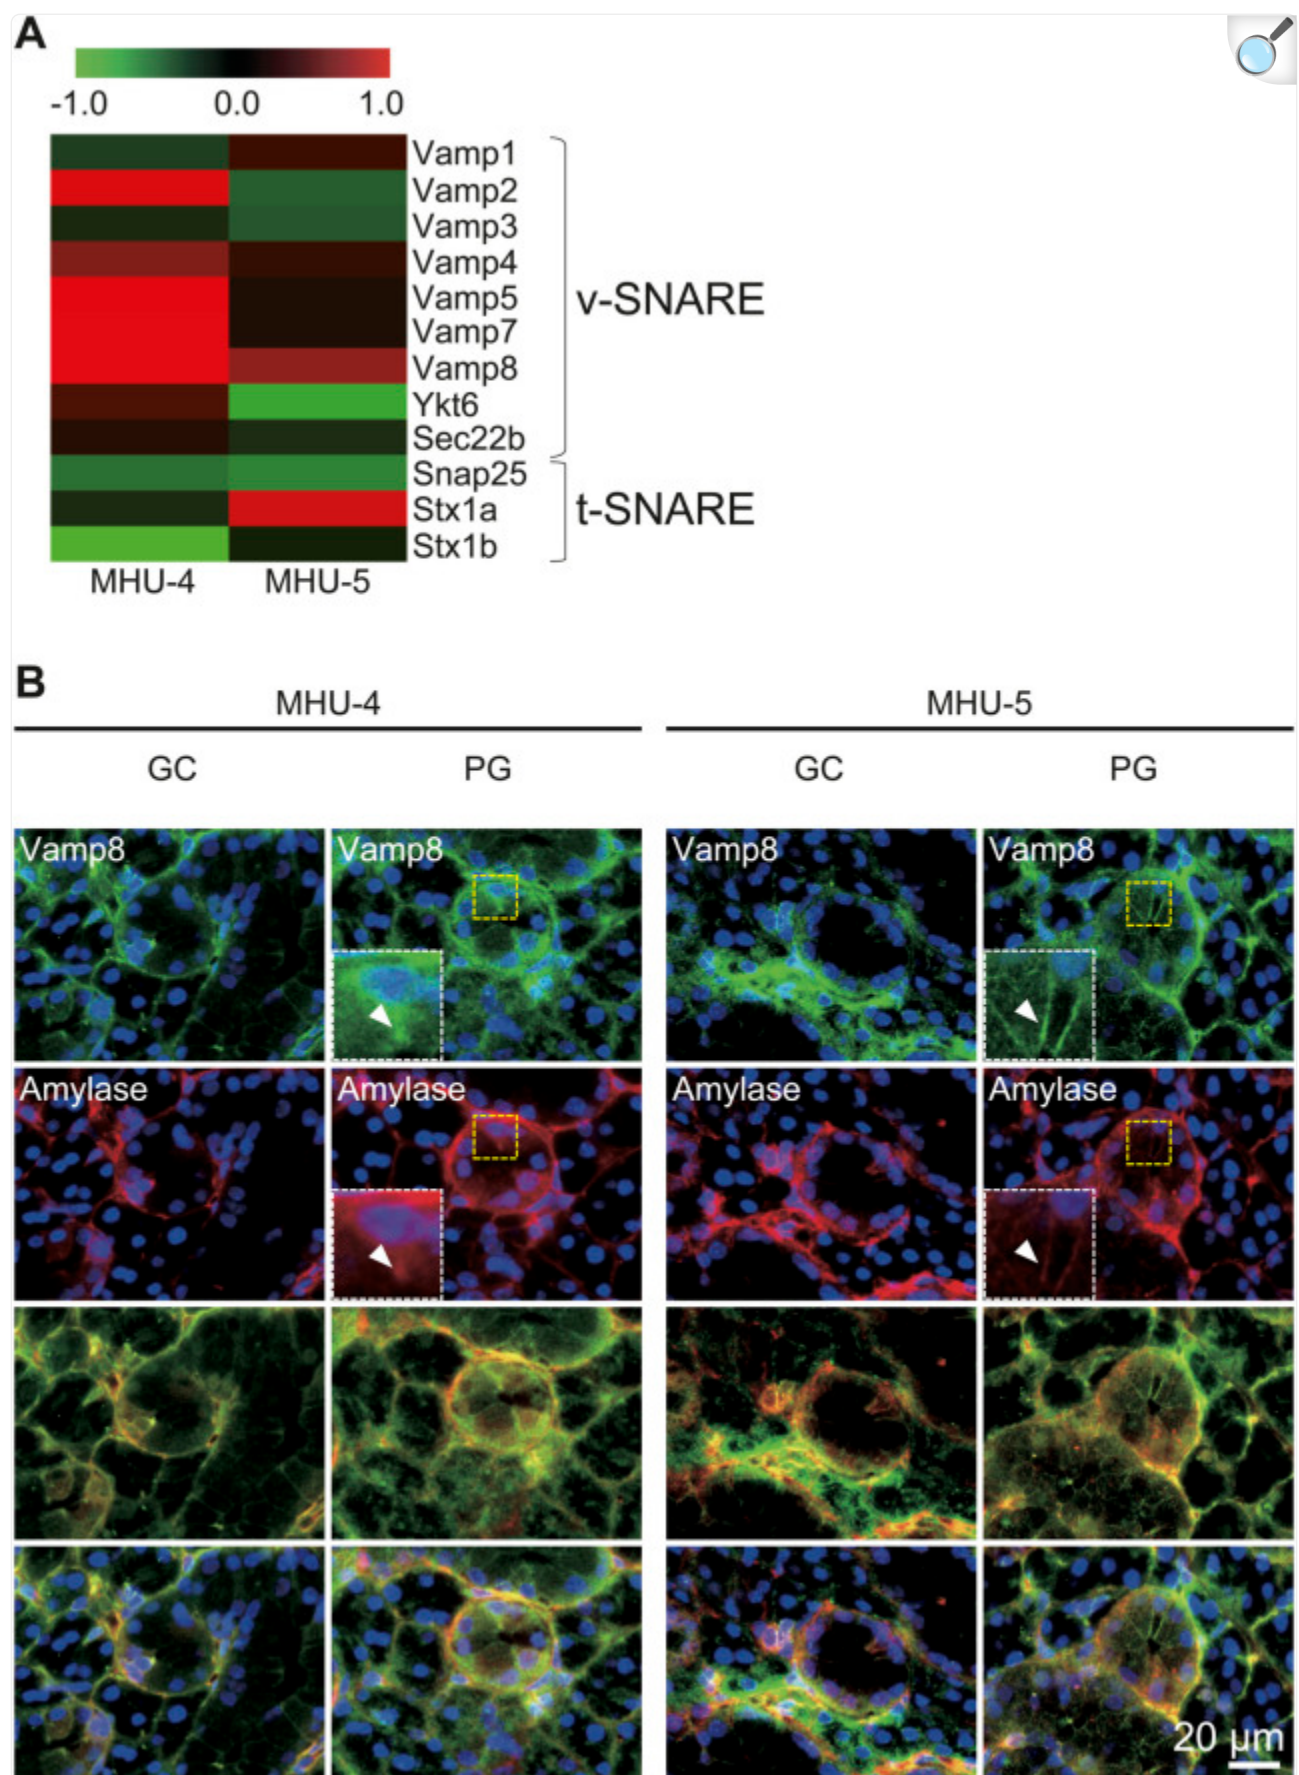 A
-1.0 0.0 1.0
Vamp1
Vamp2
Vamp3
Vamp4
Vamp5
Vamp7
Vamp8
Ykt6
Sec22b
v-SNARE
Snap25
Stx1a
Stx1b
t-SNARE
MHU-4 MHU-5
B
MHU-4 MHU-5
GC PG GC PG
Vamp8 Vamp8 Vamp8 Vamp8
Amylase Amylase Amylase Amylase
20 µm